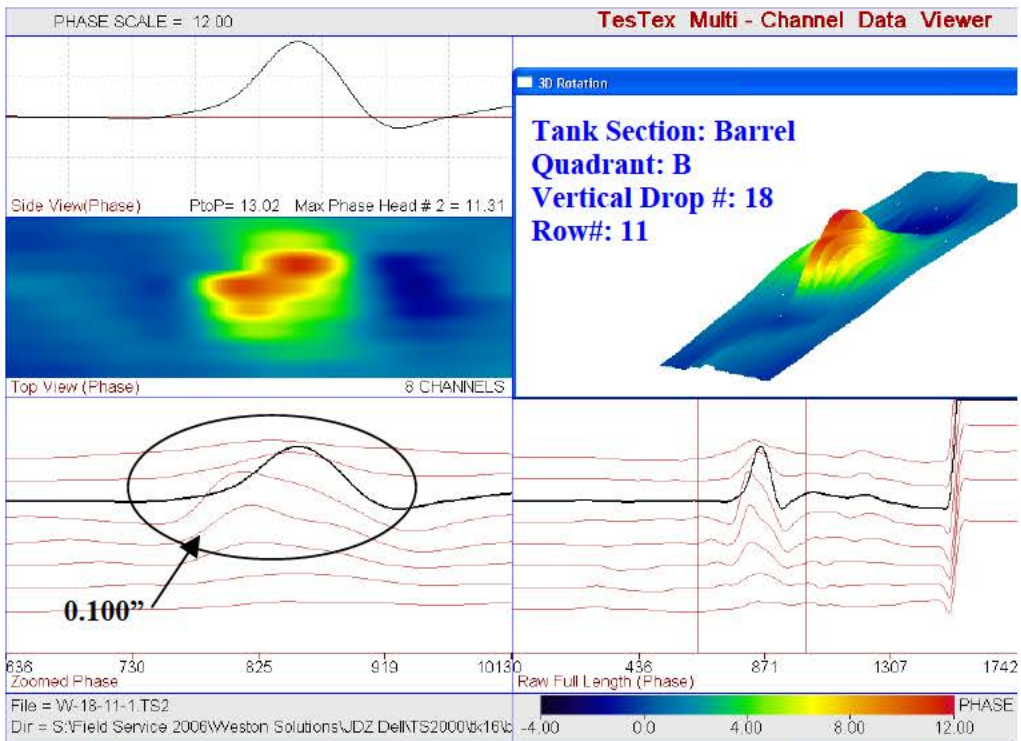 PHASE SCALE = 12.00
TesTex Multi - Channel Data Viewer
Side View(Phase) PtoP= 13.02 Max Phase Head # 2 = 11.31
3D Rotation
Tank Section: Barrel
Quadrant: B
Vertical Drop #: 18
Row#: 11
Top View (Phase) 8 CHANNELS
0.100”
636 730 825 919 1013
Zoomed Phase
0 436 871 1307 1742
Raw Full Length (Phase)
File = W-18-11-1.TS2
Dir = S:\Field Service 2006\Weston Solutions\JDZ Dell\TS2000\tk16\b
PHASE
-4.00 0.0 4.00 8.00 12.00